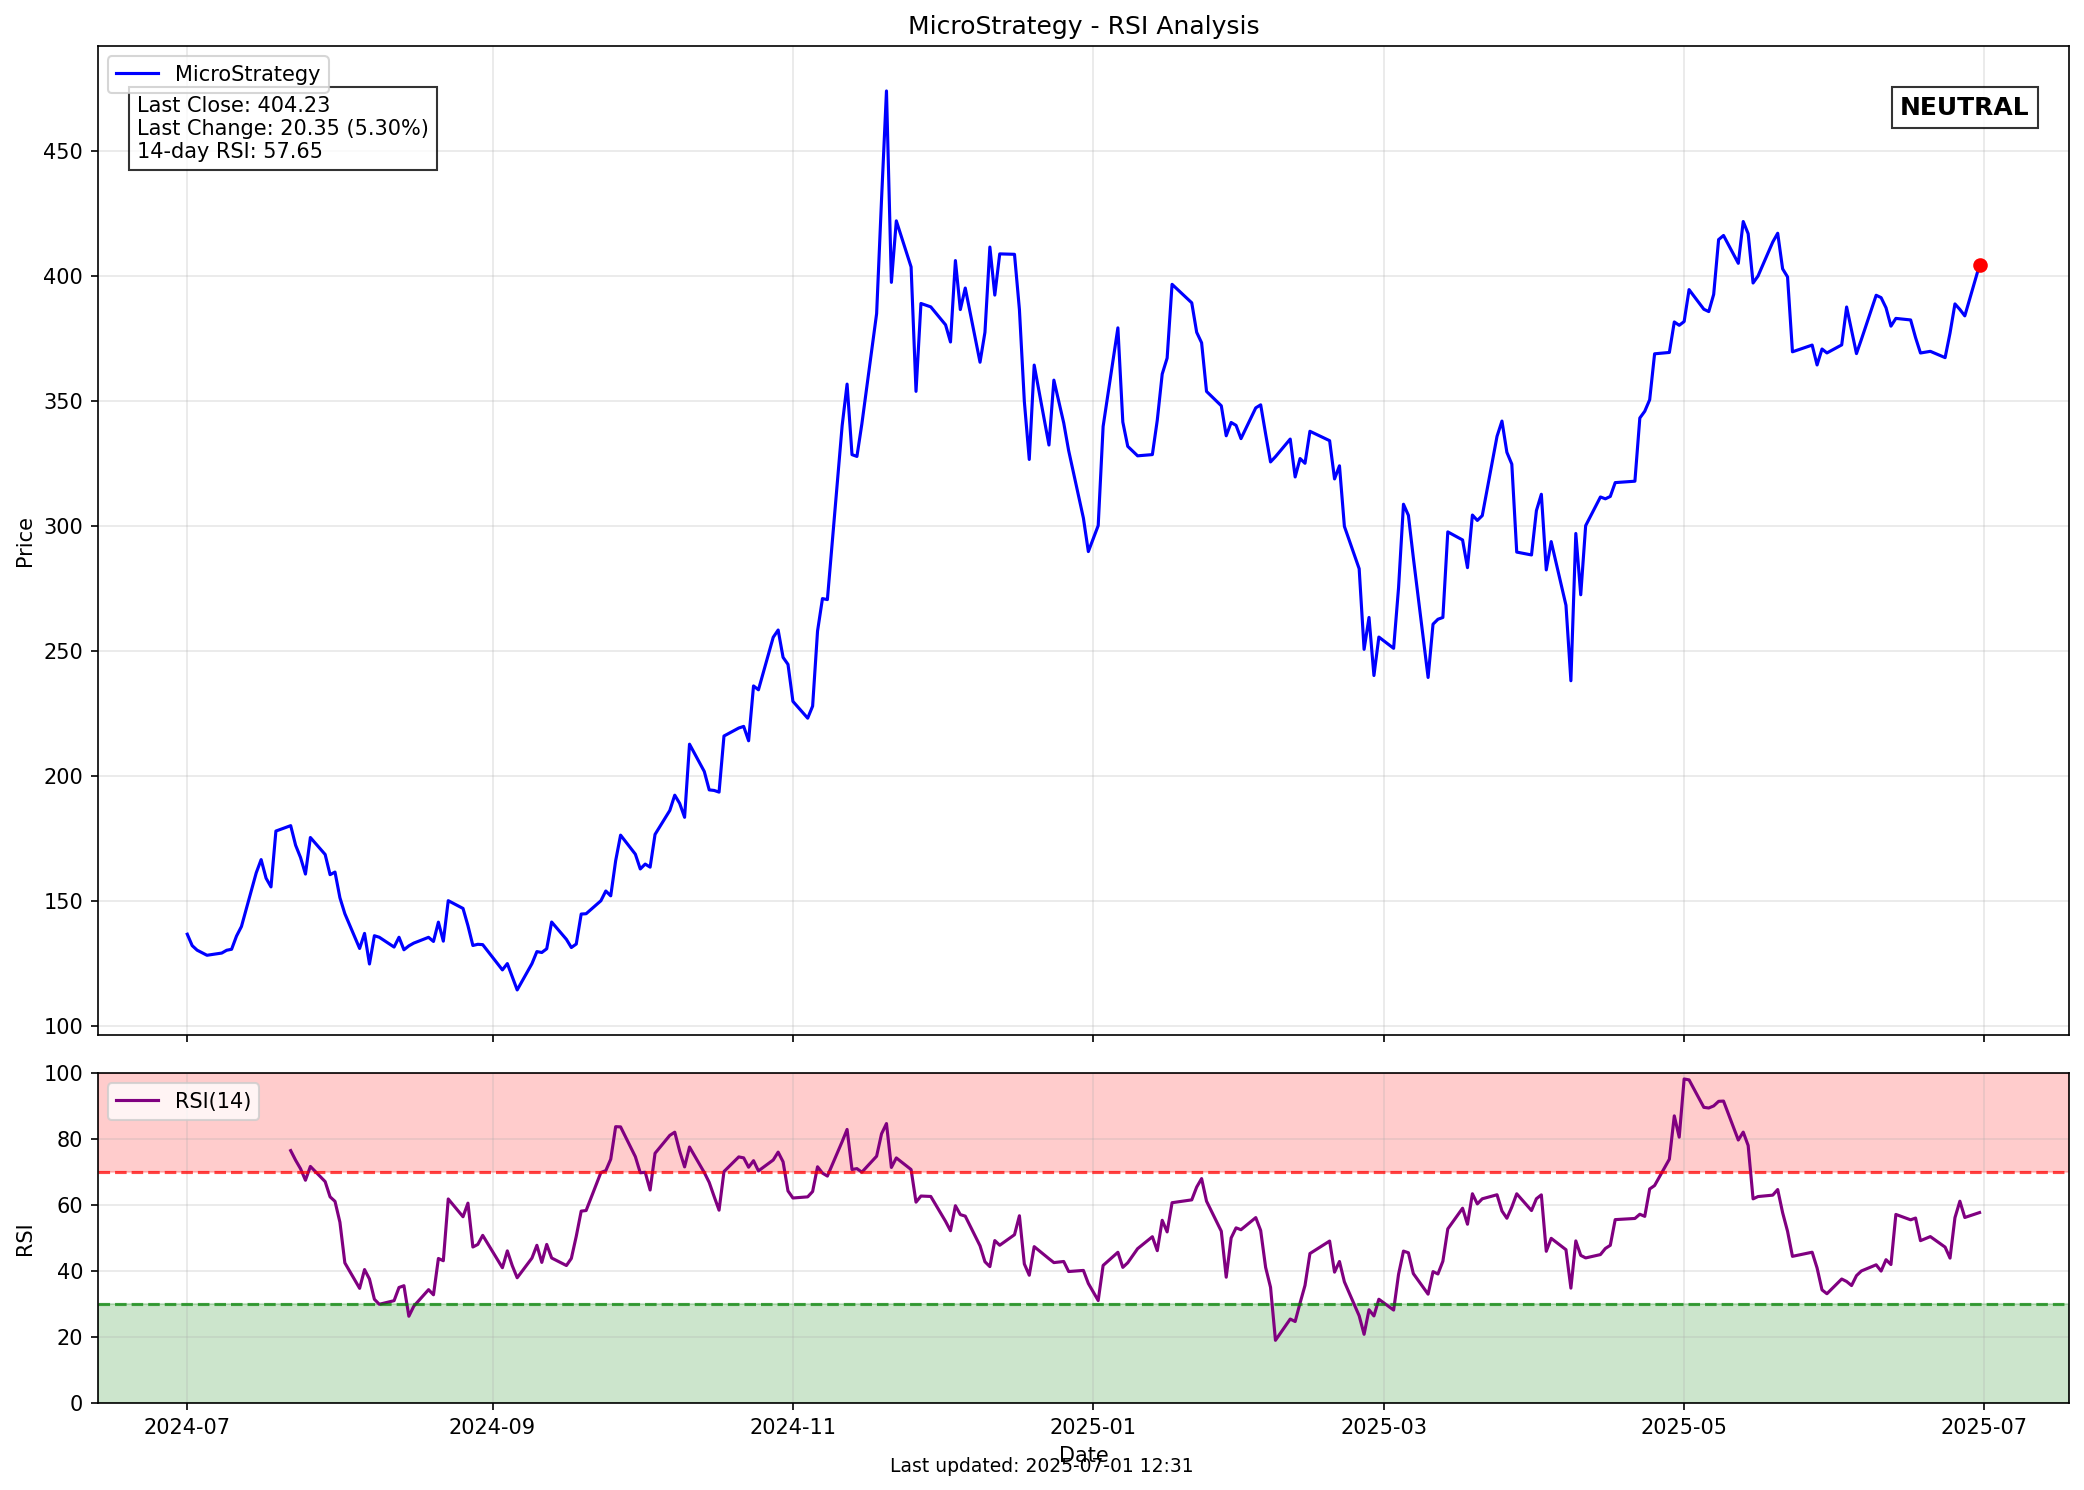 MicroStrategy - RSI Analysis
MicroStrategy
Last Close: 404.23
Last Change: 20.35 (5.30%)
14-day RSI: 57.65
NEUTRAL
Price
450
400
350
300
250
200
150
100
RSI(14)
RSI
100
80
60
40
20
0
2024-07
2024-09
2024-11
2025-01
2025-03
2025-05
2025-07
Date
Last updated: 2025-07-01 12:31